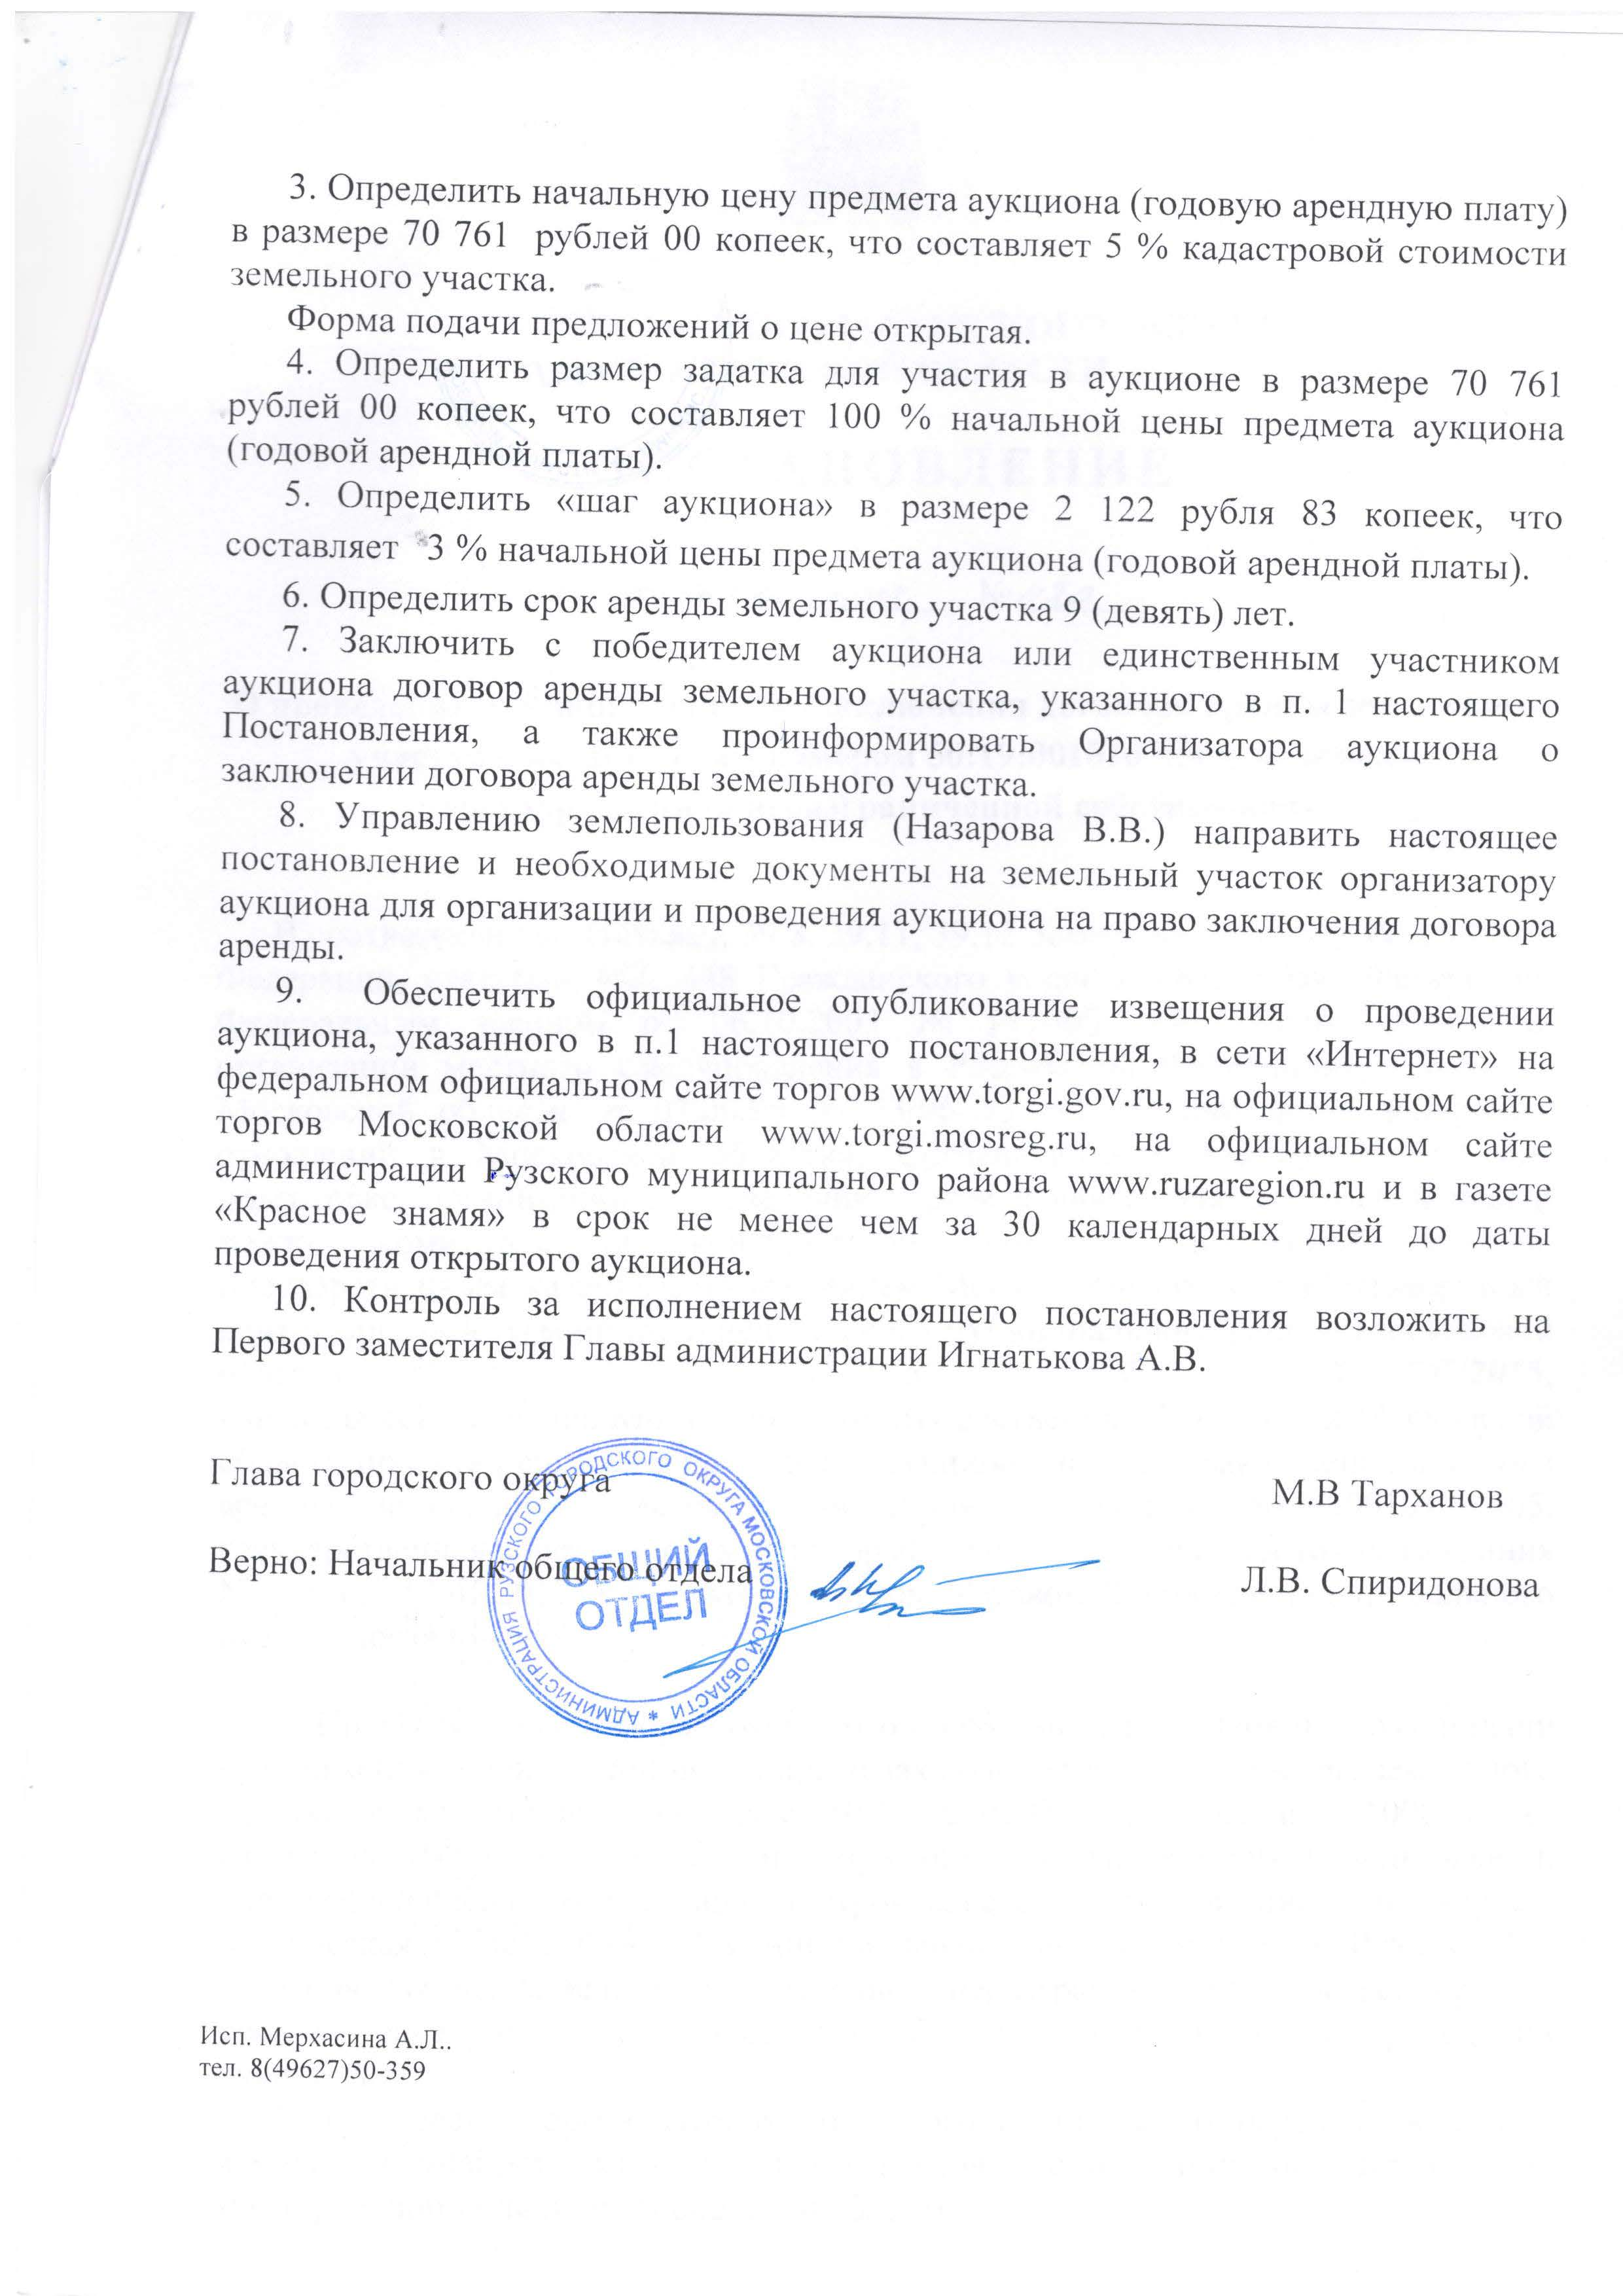 3. Определить начальную цену предмета аукциона (годовую арендную плату)
в размере 70 761 рублей 00 копеек, что составляет 5 % кадастровой стоимости
земельного участка.
Форма подачи предложений о цене открытая.
4. Определить размер задатка для участия в аукционе в размере 70 761
рублей 00 копеек, что составляет 100 % начальной цены предмета аукциона
(годовой арендной платы).
5. Определить «шаг аукциона» в размере 2 122 рубля 83 копеек, что
составляет 3 % начальной цены предмета аукциона (годовой арендной платы).
6. Определить срок аренды земельного участка 9 (девять) лет.
7. Заключить с победителем аукциона или единственным участником
аукциона договор аренды земельного участка, указанного в п. 1 настоящего
Постановления, а также проинформировать Организатора аукциона о
заключении договора аренды земельного участка.
8. Управлению землепользования (Назарова В.В.) направить настоящее
постановление и необходимые документы на земельный участок организатору
аукциона для организации и проведения аукциона на право заключения договора
аренды.
9. Обеспечить официальное опубликование извещения о проведении
аукциона, указанного в п.1 настоящего постановления, в сети «Интернет» на
федеральном официальном сайте торгов www.torgi.gov.ru, на официальном сайте
торгов Московской области www.torgi.mosreg.ru, на официальном сайте
администрации Рузского муниципального района www.ruzaregion.ru и в газете
«Красное знамя» в срок не менее чем за 30 календарных дней до даты
проведения открытого аукциона.
10. Контроль за исполнением настоящего постановления возложить на
Первого заместителя Главы администрации Игнатькова А.В.
Глава городского округа М.В Тарханов
Верно: Начальник общего отдела Л.В. Спиридонова
АДМИНИСТРАЦИЯ РУЗСКОГО ГОРОДСКОГО ОКРУГА МОСКОВСКОЙ ОБЛАСТИ *
ОБЩИЙ
ОТДЕЛ
Исп. Мерхасина А.Л..
тел. 8(49627)50-359